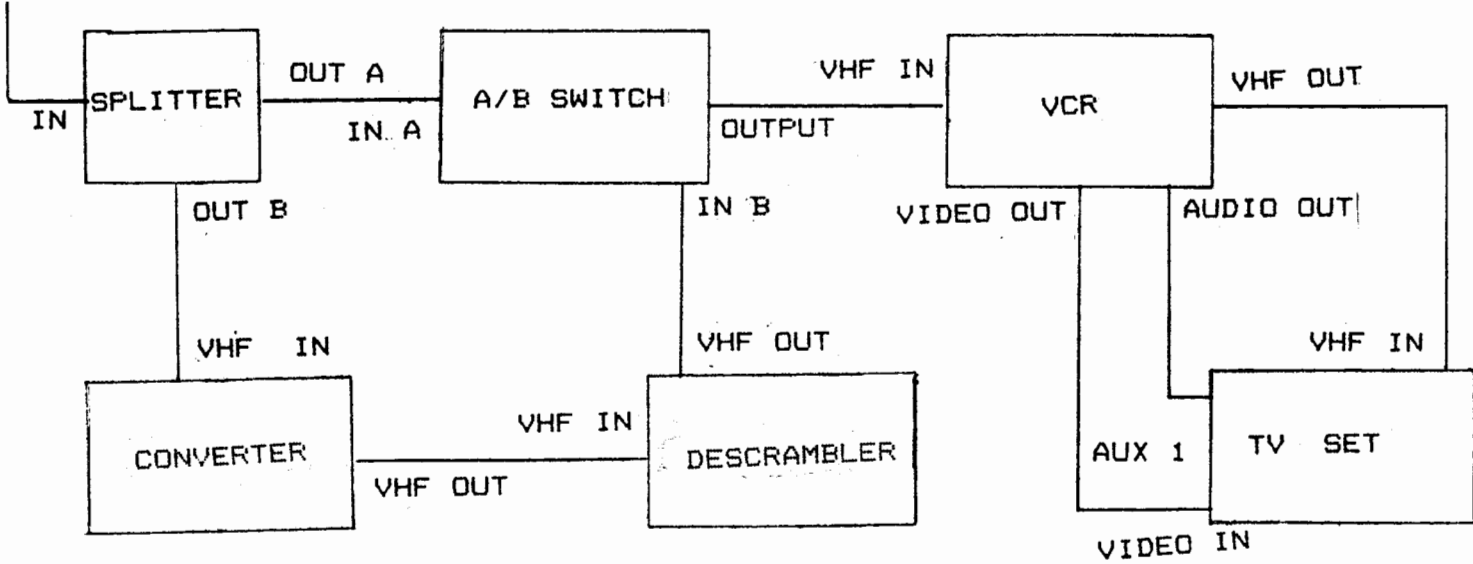 VHF IN
VHF OUT
OUT A
SPLITTER
A/B SWITCH
VCR
IN
IN A
OUTPUT
OUT B
IN B
VIDEO OUT
AUDIO OUT
VHF IN
VHF OUT
VHF IN
VHF IN
CONVERTER
DESCRAMBLER
AUX 1
TV SET
VHF OUT
VIDEO IN